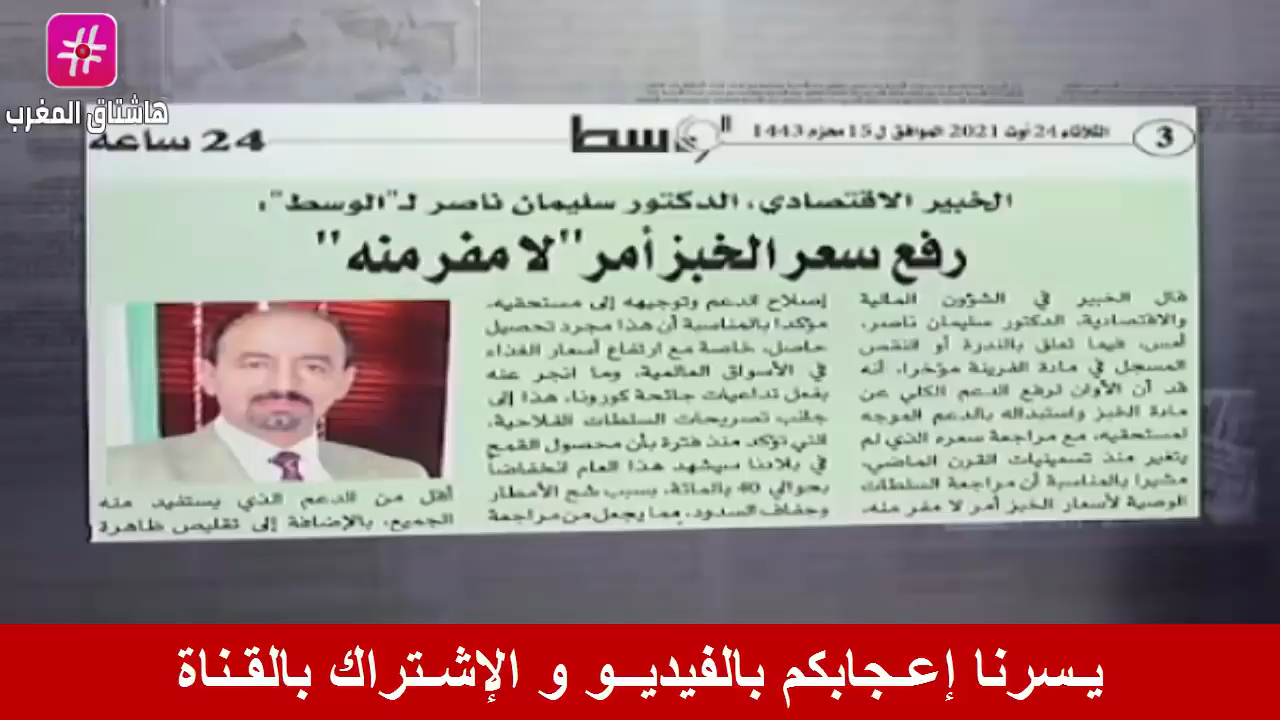 هاشتاق المغرب
3
الثلاثاء 24 أوت 2021 الموافق ل 15 محرم 1443
الوسط
24 ساعة
الخبير الاقتصادي، الدكتور سليمان ناصر لـ"الوسط":
رفع سعر الخبز أمر "لا مفر منه"
قال الخبير في الشؤون المالية
والاقتصادية، الدكتور سليمان ناصر،
أمس، فيما تعلق بالندرة أو النقص
المسجل في مادة الفرينة مؤخرا، أنه
قد آن الأوان لرفع الدعم الكلي عن
مادة الخبز واستبداله بالدعم الموجه
لمستحقيه، مع مراجعة سعره الذي لم
يتغير منذ تسعينيات القرن الماضي،
مشيرا بالمناسبة أن مراجعة السلطات
الوصية لأسعار الخبز أمر لا مفر منه،
إصلاح الدعم وتوجيهه إلى مستحقيه،
مؤكدا بالمناسبة أن هذا مجرد تحصيل
حاصل، خاصة مع ارتفاع أسعار الغذاء
في الأسواق العالمية، وما انجر عنه
بفعل تداعيات جائحة كورونا، هذا إلى
جانب تصريحات السلطات الفلاحية،
التي تؤكد منذ فترة بأن محصول القمح
في بلادنا سيشهد هذا العام انخفاضاً
بحوالي 40 بالمائة، بسبب شح الأمطار
وجفاف السدود، مما يجعل من مراجعة
أقل من الدعم الذي يستفيد منه
الجميع، بالإضافة إلى تقليص ظاهرة
يسرنا إعجابكم بالفيديو و الإشتراك بالقناة